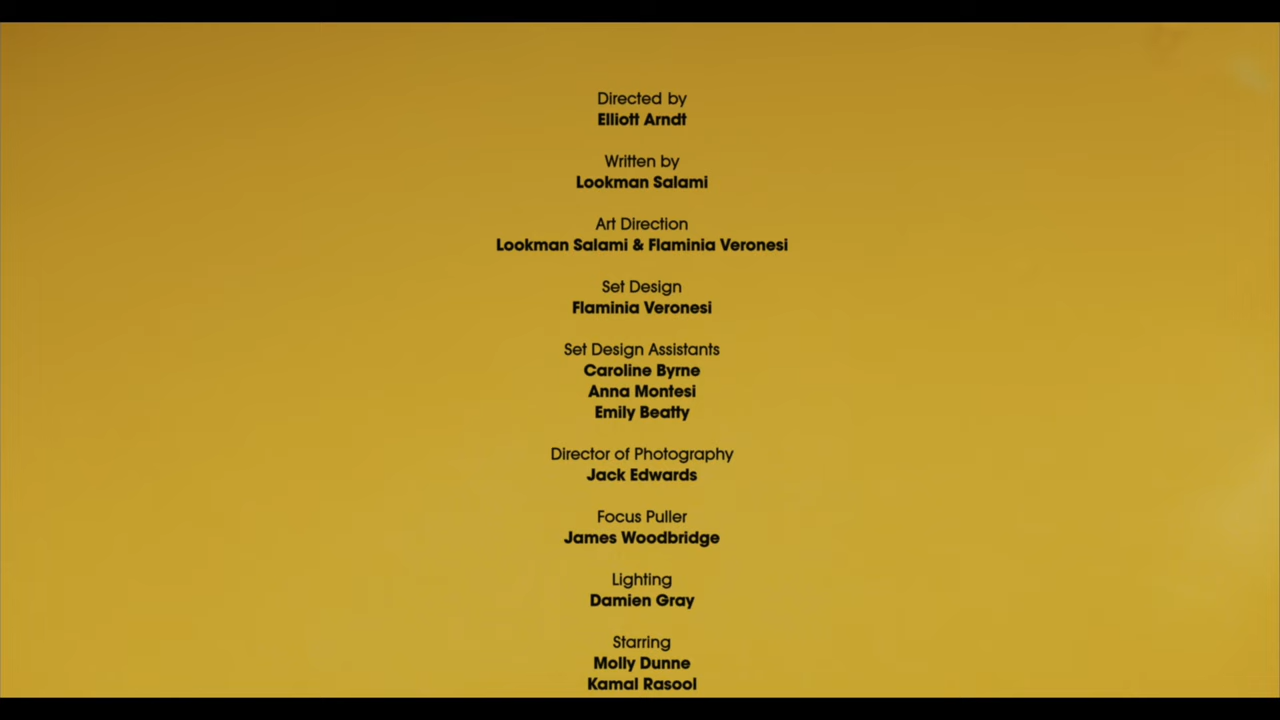 Directed by
Elliott Arndt
Written by
Lookman Salami
Art Direction
Lookman Salami & Flaminia Veronesi
Set Design
Flaminia Veronesi
Set Design Assistants
Caroline Byrne
Anna Montesi
Emily Beatty
Director of Photography
Jack Edwards
Focus Puller
James Woodbridge
Lighting
Damien Gray
Starring
Molly Dunne
Kamal Rasool